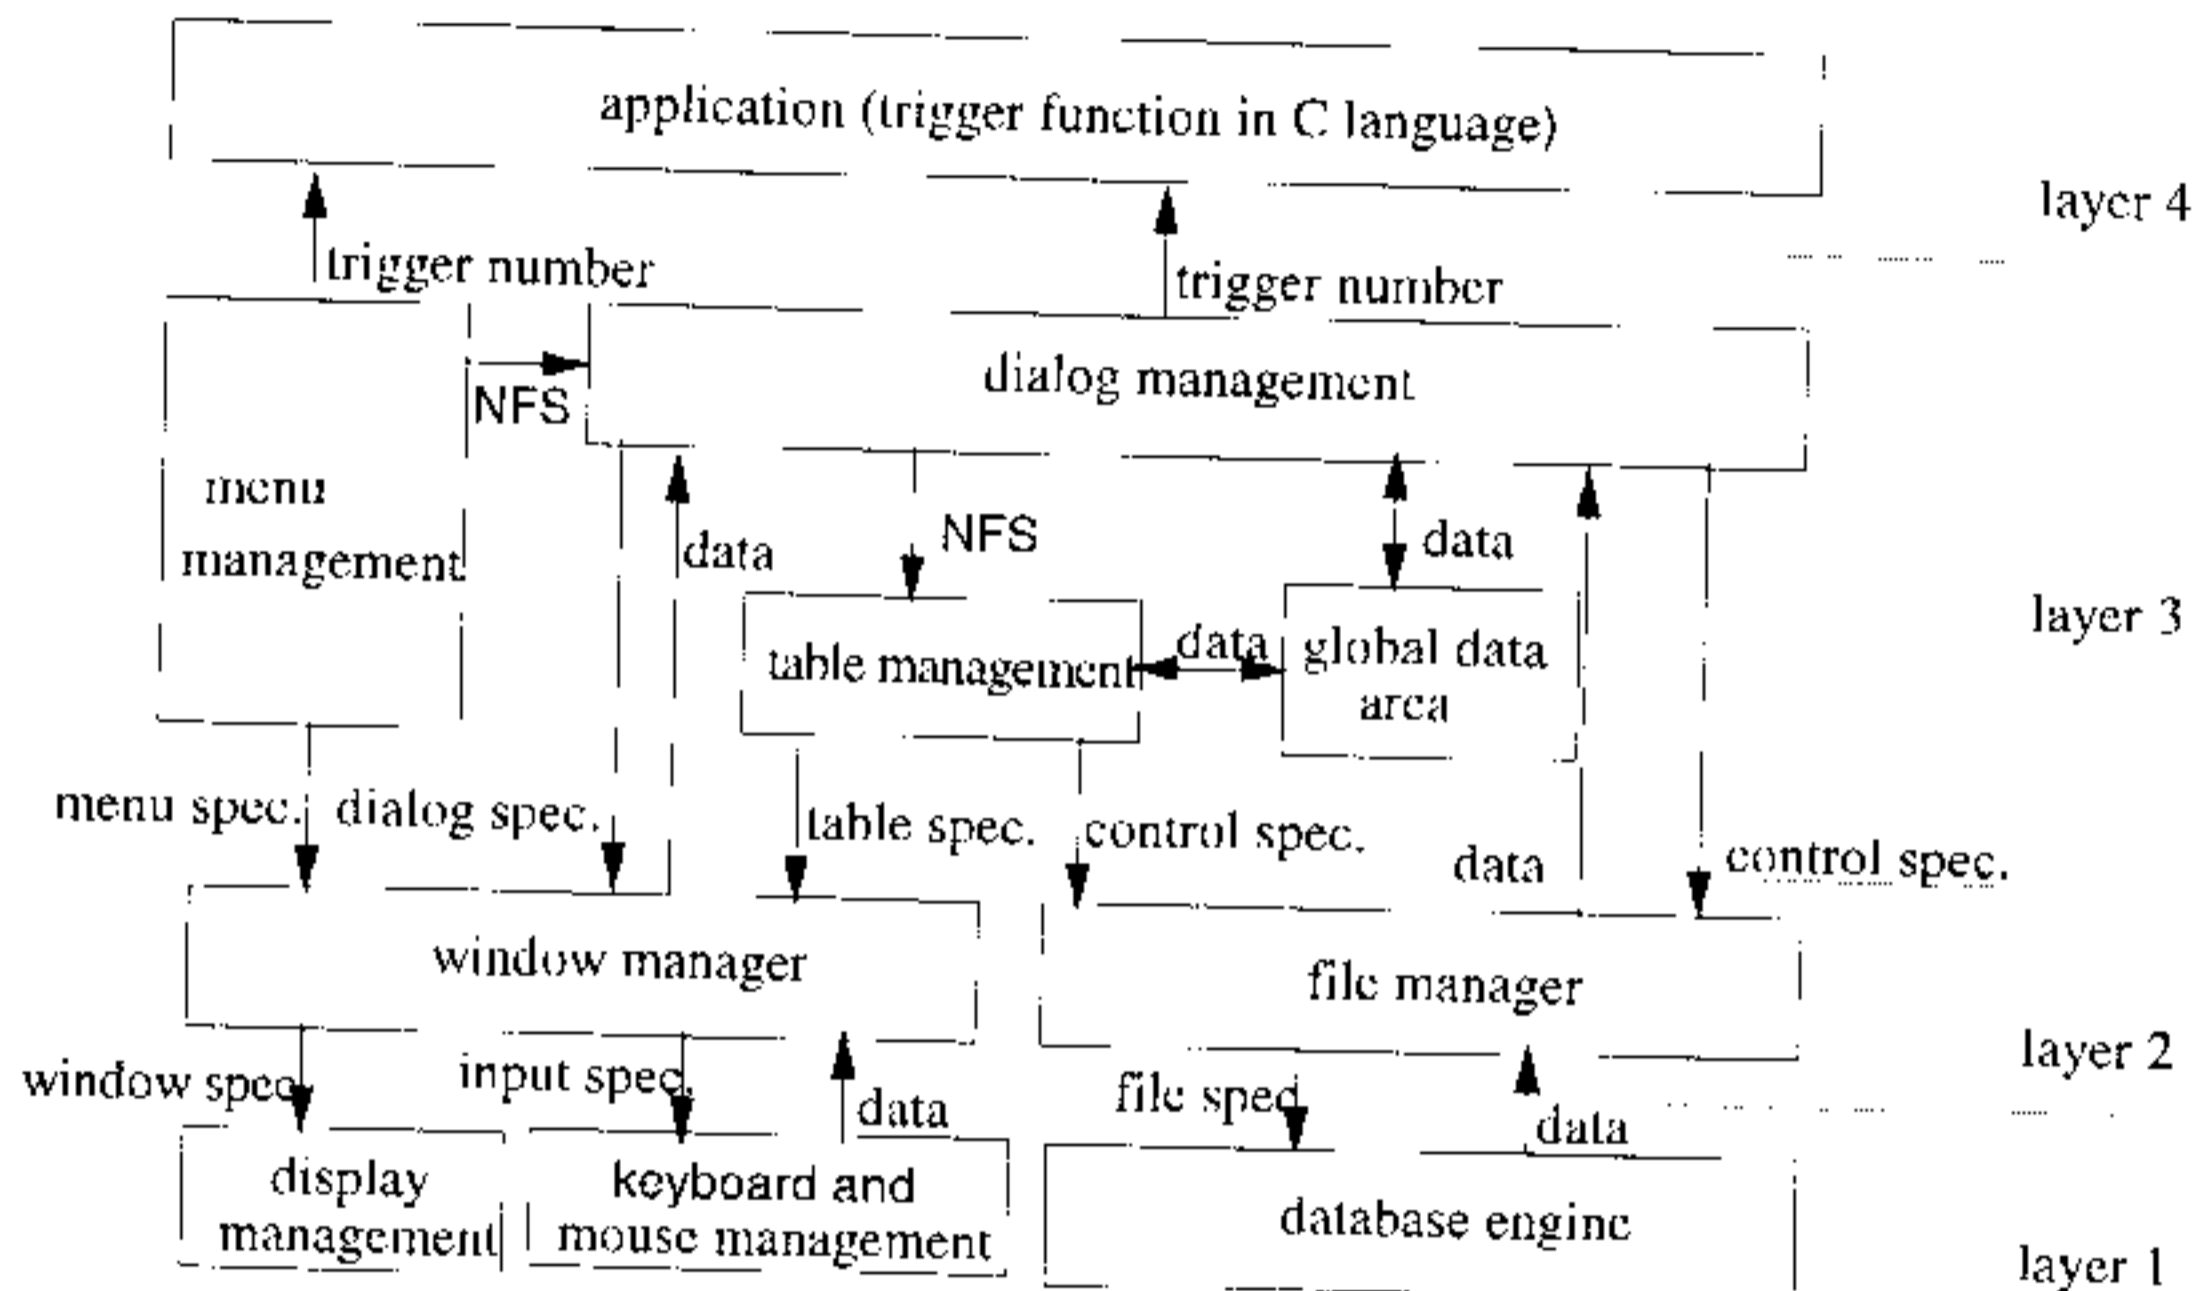 application (trigger function in C language)
layer 4
trigger number
trigger number
dialog management
NFS
menu
management
data
NFS
data
layer 3
table management
data
global data
area
menu spec.
dialog spec.
table spec.
control spec.
data
control spec.
window manager
file manager
layer 2
window spec.
input spec.
data
file spec
data
display
management
keyboard and
mouse management
database engine
layer 1